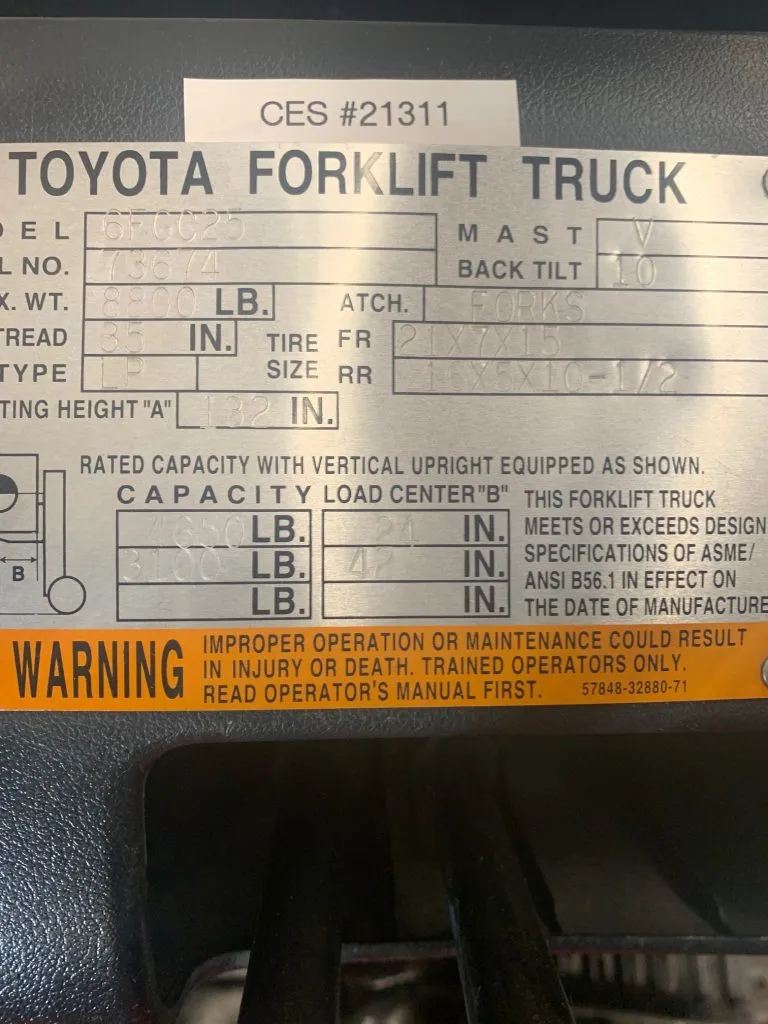 CES #21311
TOYOTA FORKLIFT TRUCK
DEL 6FGC25 MAST V
L NO. 73674 BACK TILT 10
X. WT. 8800 LB. ATCH. FORKS
TREAD 35 IN. TIRE SIZE FR 21X7X15
TYPE LP RR 16X5X10-1/2
TING HEIGHT "A" 132 IN.
RATED CAPACITY WITH VERTICAL UPRIGHT EQUIPPED AS SHOWN.
CAPACITY LOAD CENTER "B" THIS FORKLIFT TRUCK
LB. 24 IN. MEETS OR EXCEEDS DESIGN
3100 LB. 42 IN. SPECIFICATIONS OF ASME/
LB. IN. ANSI B56.1 IN EFFECT ON
THE DATE OF MANUFACTURE
B
WARNING
IMPROPER OPERATION OR MAINTENANCE COULD RESULT
IN INJURY OR DEATH. TRAINED OPERATORS ONLY.
READ OPERATOR'S MANUAL FIRST. 57848-32880-71